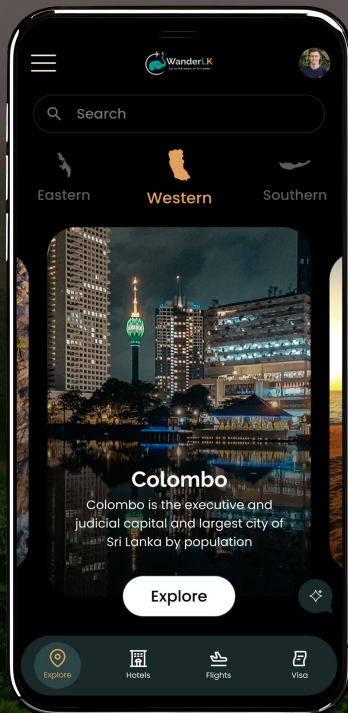 WanderLK
Search
Eastern
Western
Southern
Colombo
Colombo is the executive and
judicial capital and largest city of
Sri Lanka by population
Explore
Explore
Hotels
Flights
Visa